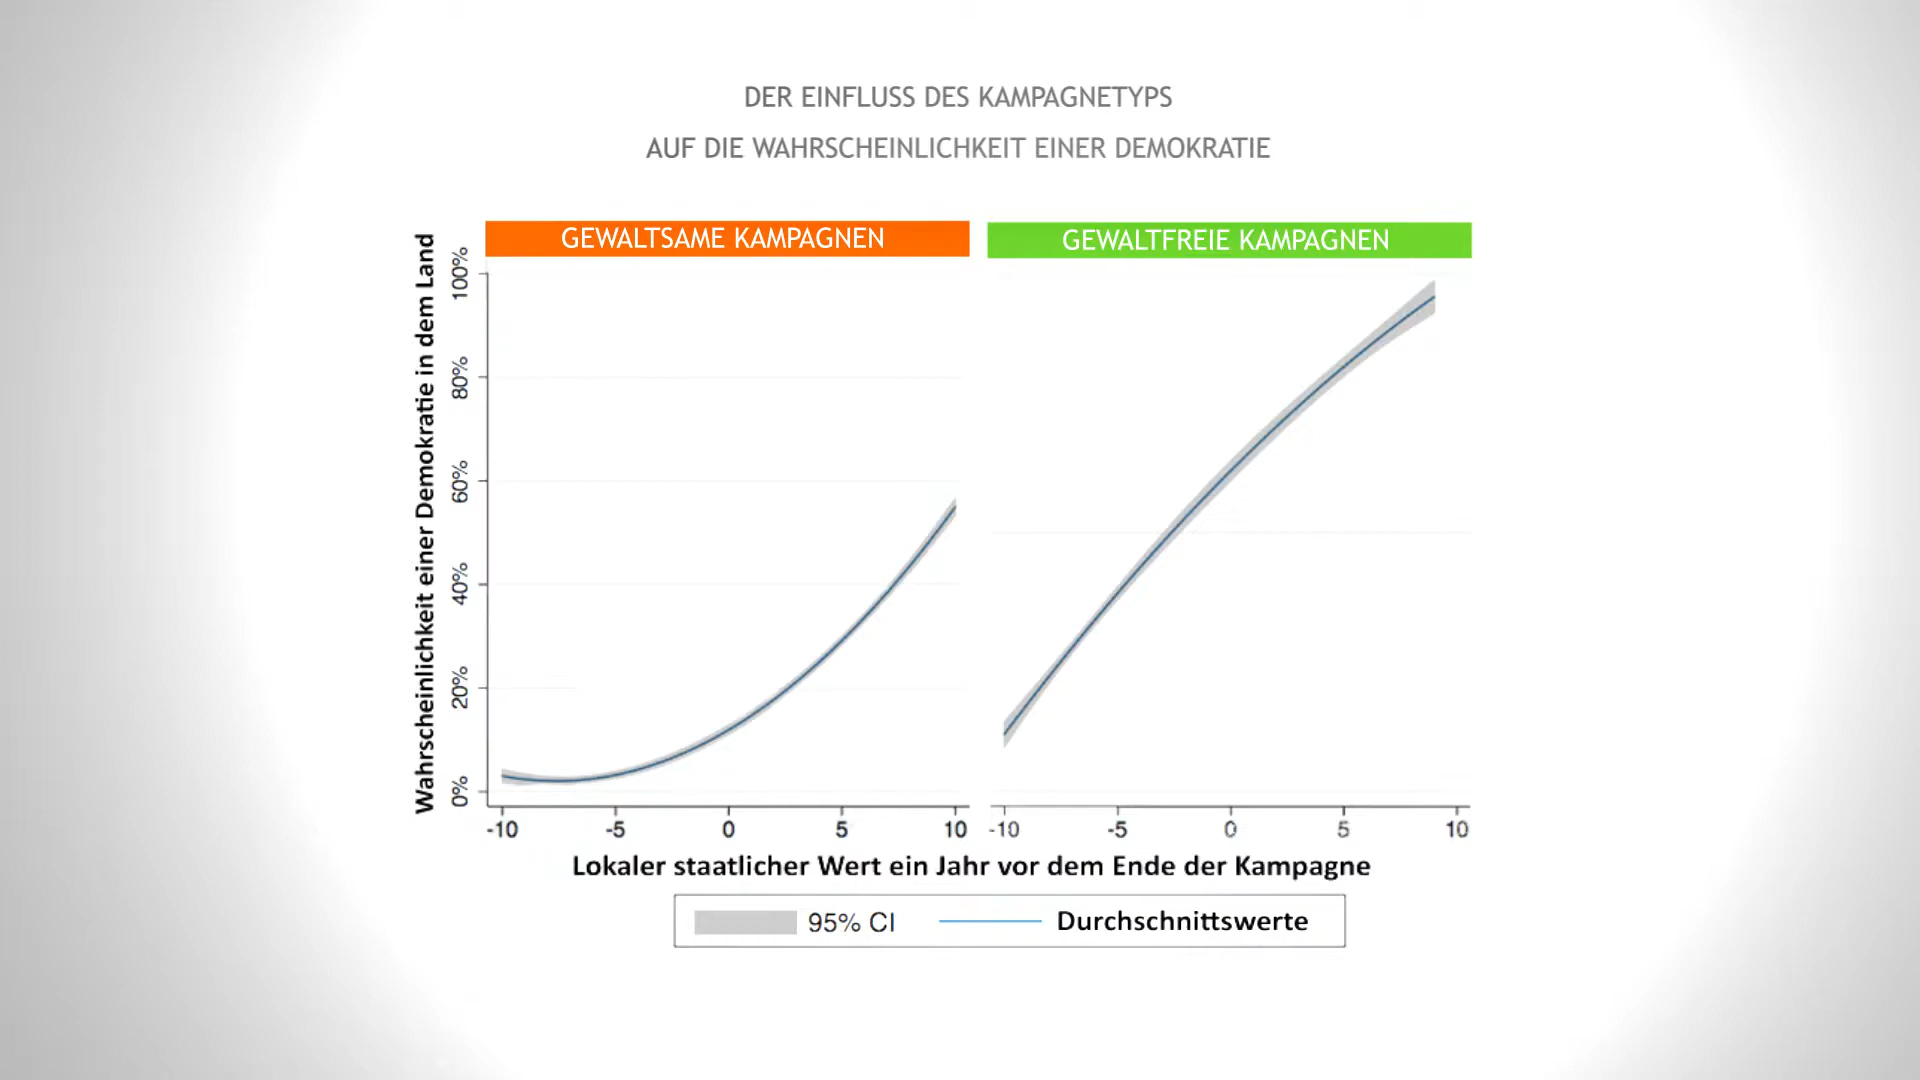 DER EINFLUSS DES KAMPAGNETYPS
AUF DIE WAHRSCHEINLICHKEIT EINER DEMOKRATIE
GEWALTSAME KAMPAGNEN
GEWALTFREIE KAMPAGNEN
Wahrscheinlichkeit einer Demokratie in dem Land
100%
80%
60%
40%
20%
0%
-10 -5 0 5 10
-10 -5 0 5 10
Lokaler staatlicher Wert ein Jahr vor dem Ende der Kampagne
95% CI Durchschnittswerte